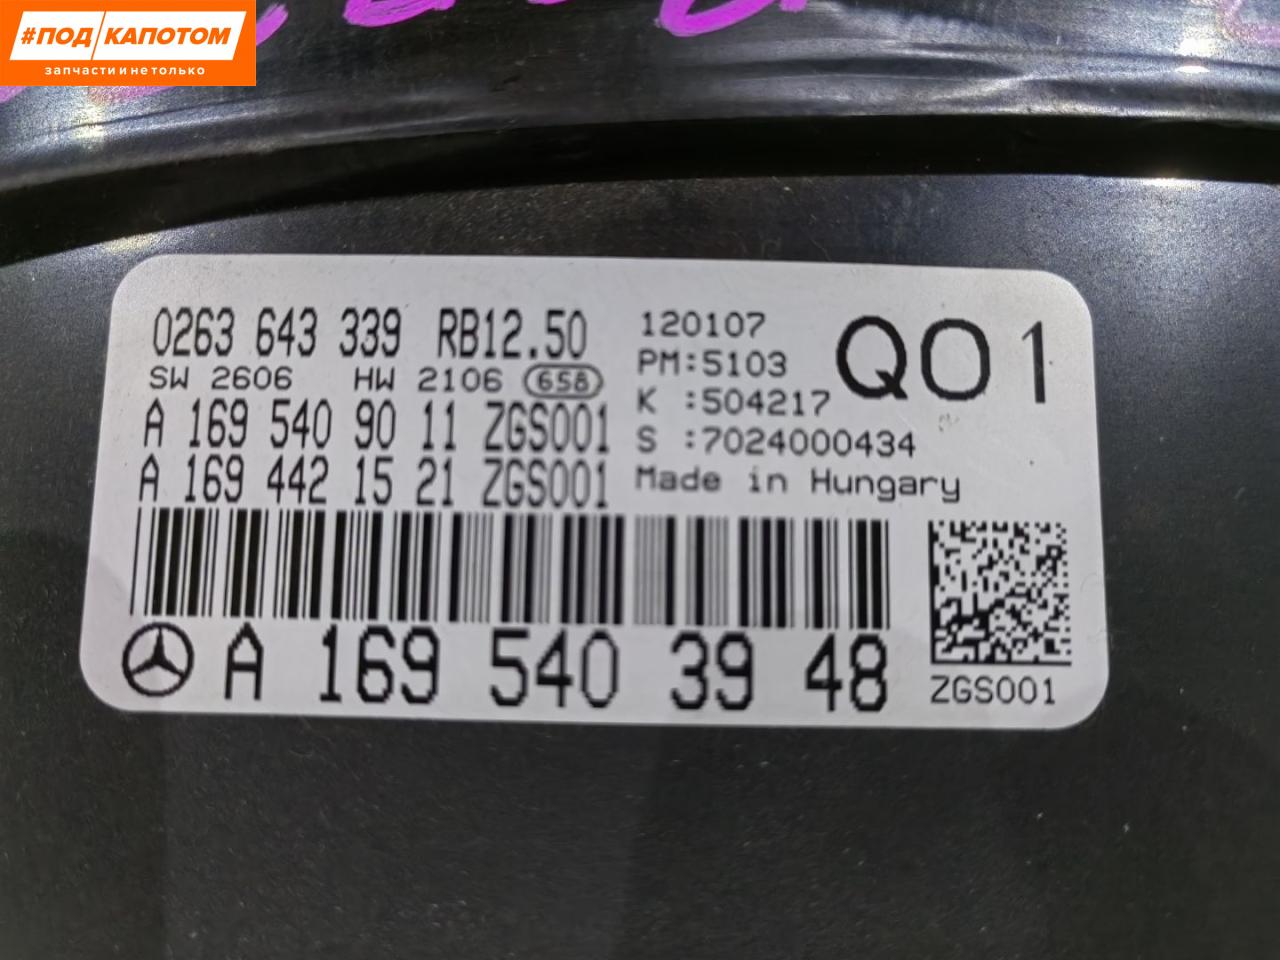 #ПОД КАПОТОМ
запчасти и не только
0263 643 339 RB12.50
SW 2606 HW 2106 658
A 169 540 90 11 ZGS001
A 169 442 15 21 ZGS001
120107
PM:5103
K :504217
S :7024000434
Made in Hungary
Q01
A 169 540 39 48
ZGS001